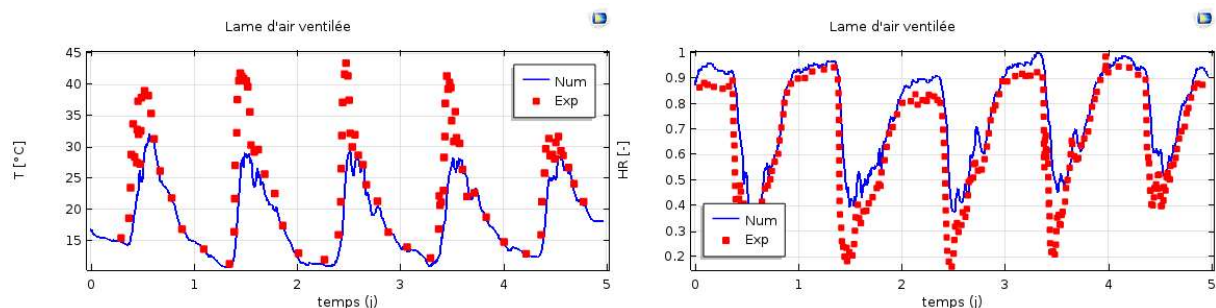 Lame d'air ventilée
T [°C]
45
40
35
30
25
20
15
Num
Exp
0 1 2 3 4 5
temps (j)
Lame d'air ventilée
HR [-]
1
0.9
0.8
0.7
0.6
0.5
0.4
0.3
0.2
Num
Exp
0 1 2 3 4 5
temps (j)